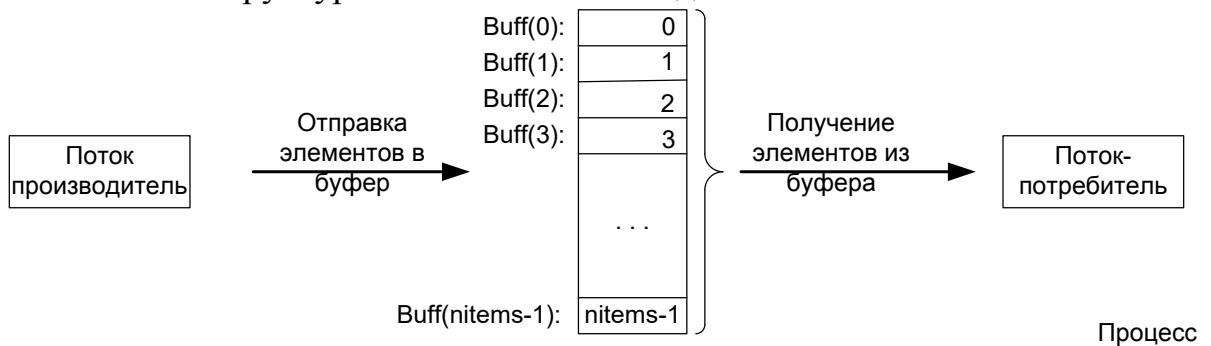 Buff(0): 0
Buff(1): 1
Buff(2): 2
Buff(3): 3
Поток
производитель
Отправка
элементов в
буфер
. . .
Получение
элементов из
буфера
Поток-
потребитель
Buff(nitems-1): nitems-1
Процесс